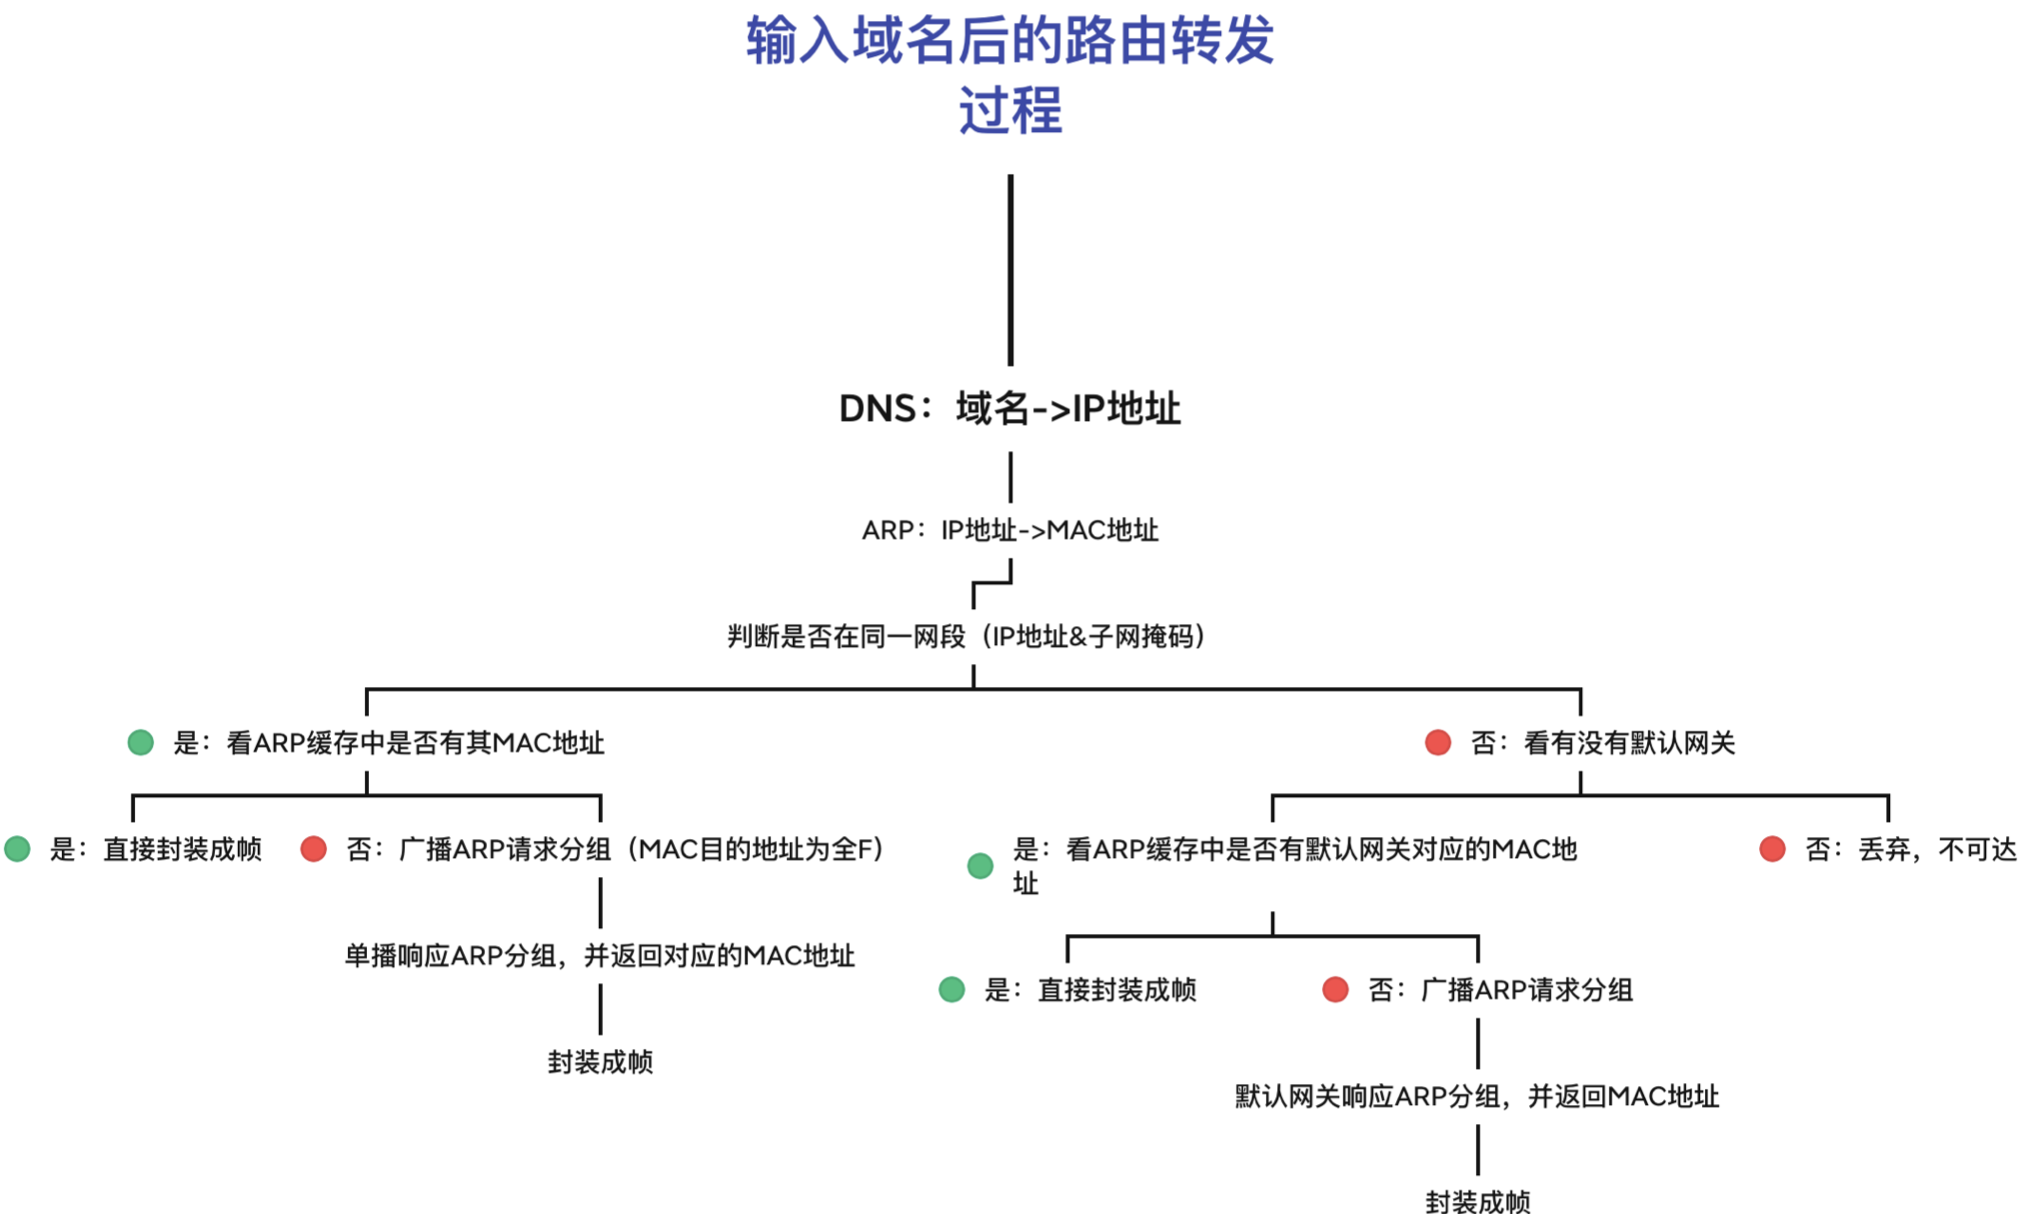 输入域名后的路由转发
过程
DNS：域名->IP地址
ARP：IP地址->MAC地址
判断是否在同一网段（IP地址&子网掩码）
是：看ARP缓存中是否有其MAC地址
否：看有没有默认网关
是：直接封装成帧
否：广播ARP请求分组（MAC目的地址为全F）
是：看ARP缓存中是否有默认网关对应的MAC地
址
否：丢弃，不可达
单播响应ARP分组，并返回对应的MAC地址
是：直接封装成帧
否：广播ARP请求分组
封装成帧
默认网关响应ARP分组，并返回MAC地址
封装成帧